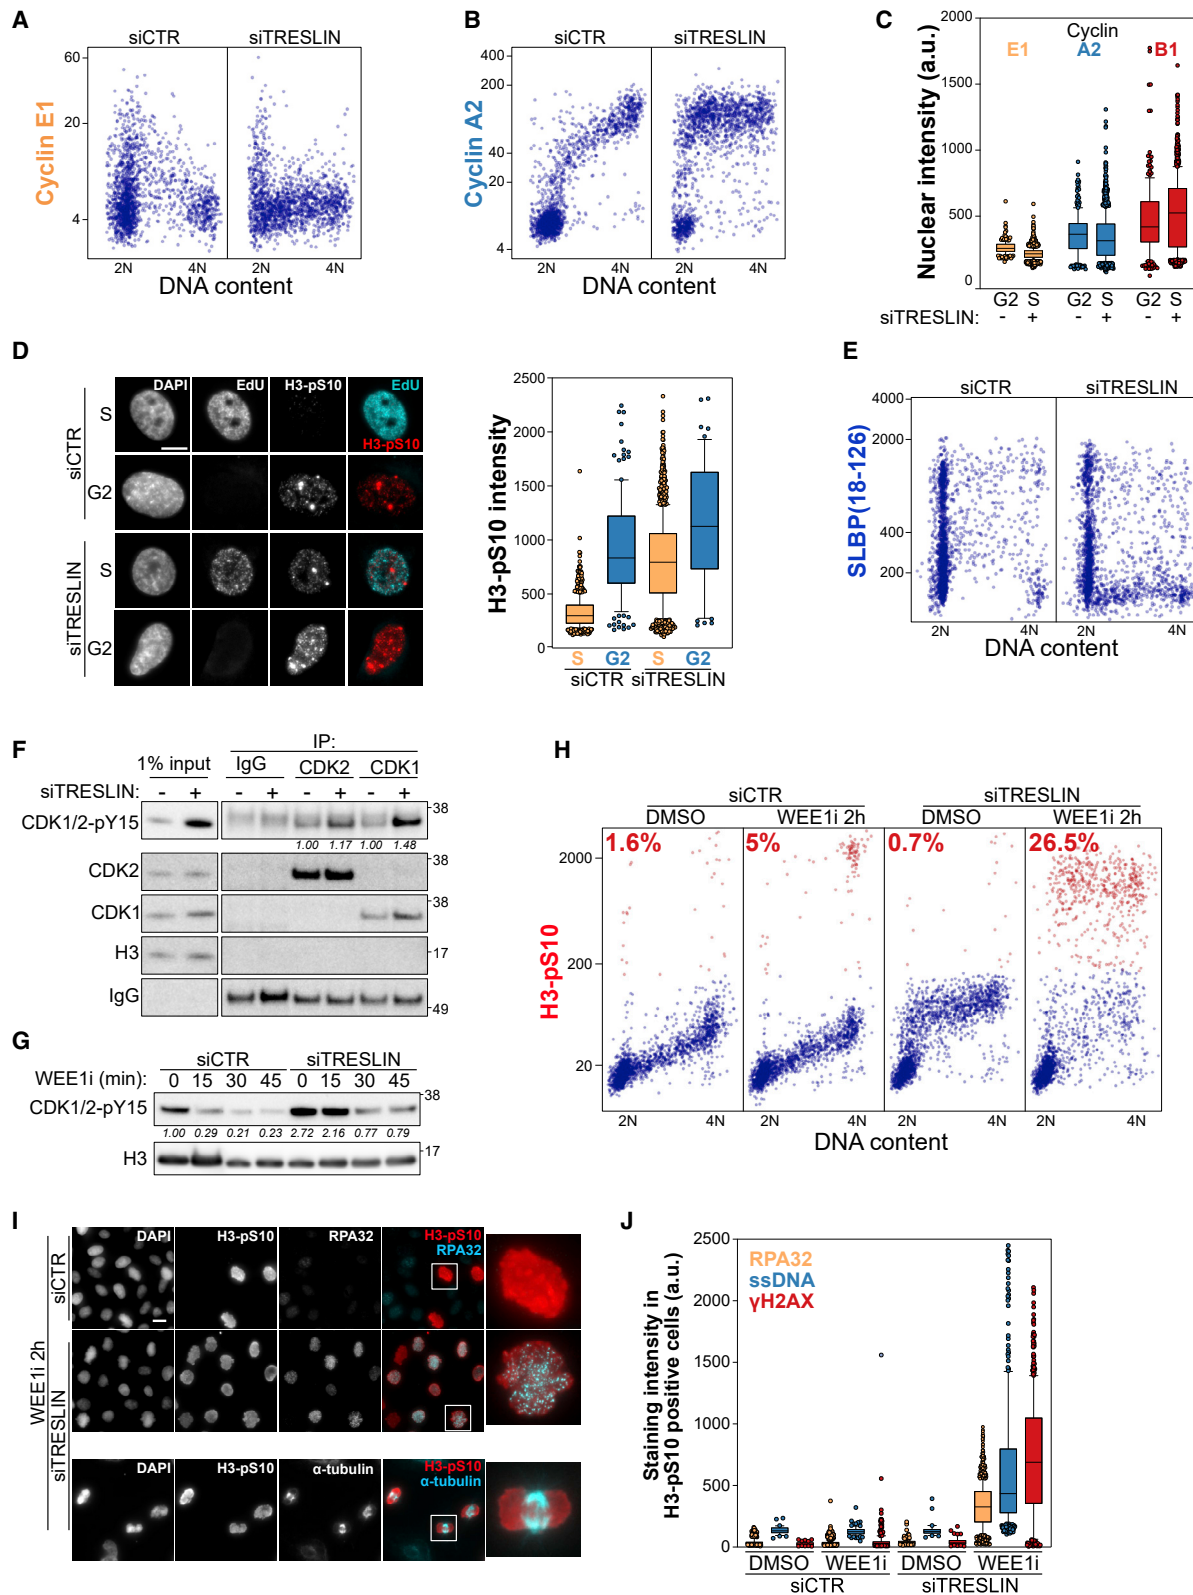 A
siCTR
siTRESLIN
60
20
4
Cyclin E1
2N
4N
2N
4N
DNA content
B
siCTR
siTRESLIN
400
200
40
20
4
Cyclin A2
2N
4N
2N
4N
DNA content
C
2000
1500
1000
500
0
Nuclear intensity (a.u.)
Cyclin
E1
A2
B1
G2 S G2 S G2 S
siTRESLIN: - + - + - +
D
DAPI
EdU
H3-pS10
EdU
H3-pS10
siCTR
S
G2
siTRESLIN
S
G2
2500
2000
1500
1000
500
0
H3-pS10 intensity
S G2 S G2
siCTR siTRESLIN
E
siCTR
siTRESLIN
4000
2000
400
200
SLBP(18-126)
2N
4N
2N
4N
DNA content
F
IP:
1% input
IgG
CDK2
CDK1
siTRESLIN: - + - + - + - +
CDK1/2-pY15
38
1.00 1.17 1.00 1.48
CDK2
38
CDK1
38
H3
17
IgG
49
G
siCTR
siTRESLIN
WEE1i (min): 0 15 30 45 0 15 30 45
CDK1/2-pY15
38
1.00 0.29 0.21 0.23 2.72 2.16 0.77 0.79
H3
17
H
siCTR
siTRESLIN
DMSO
WEE1i 2h
DMSO
WEE1i 2h
1.6%
5%
0.7%
26.5%
2000
200
20
H3-pS10
2N
4N
2N
4N
2N
4N
2N
4N
DNA content
I
DAPI
H3-pS10
RPA32
H3-pS10
RPA32
WEE1i 2h
siCTR
siTRESLIN
DAPI
H3-pS10
α-tubulin
H3-pS10
α-tubulin
J
2500
2000
1500
1000
500
0
Staining intensity in
H3-pS10 positive cells (a.u.)
RPA32
ssDNA
γH2AX
DMSO WEE1i DMSO WEE1i
siCTR siTRESLIN